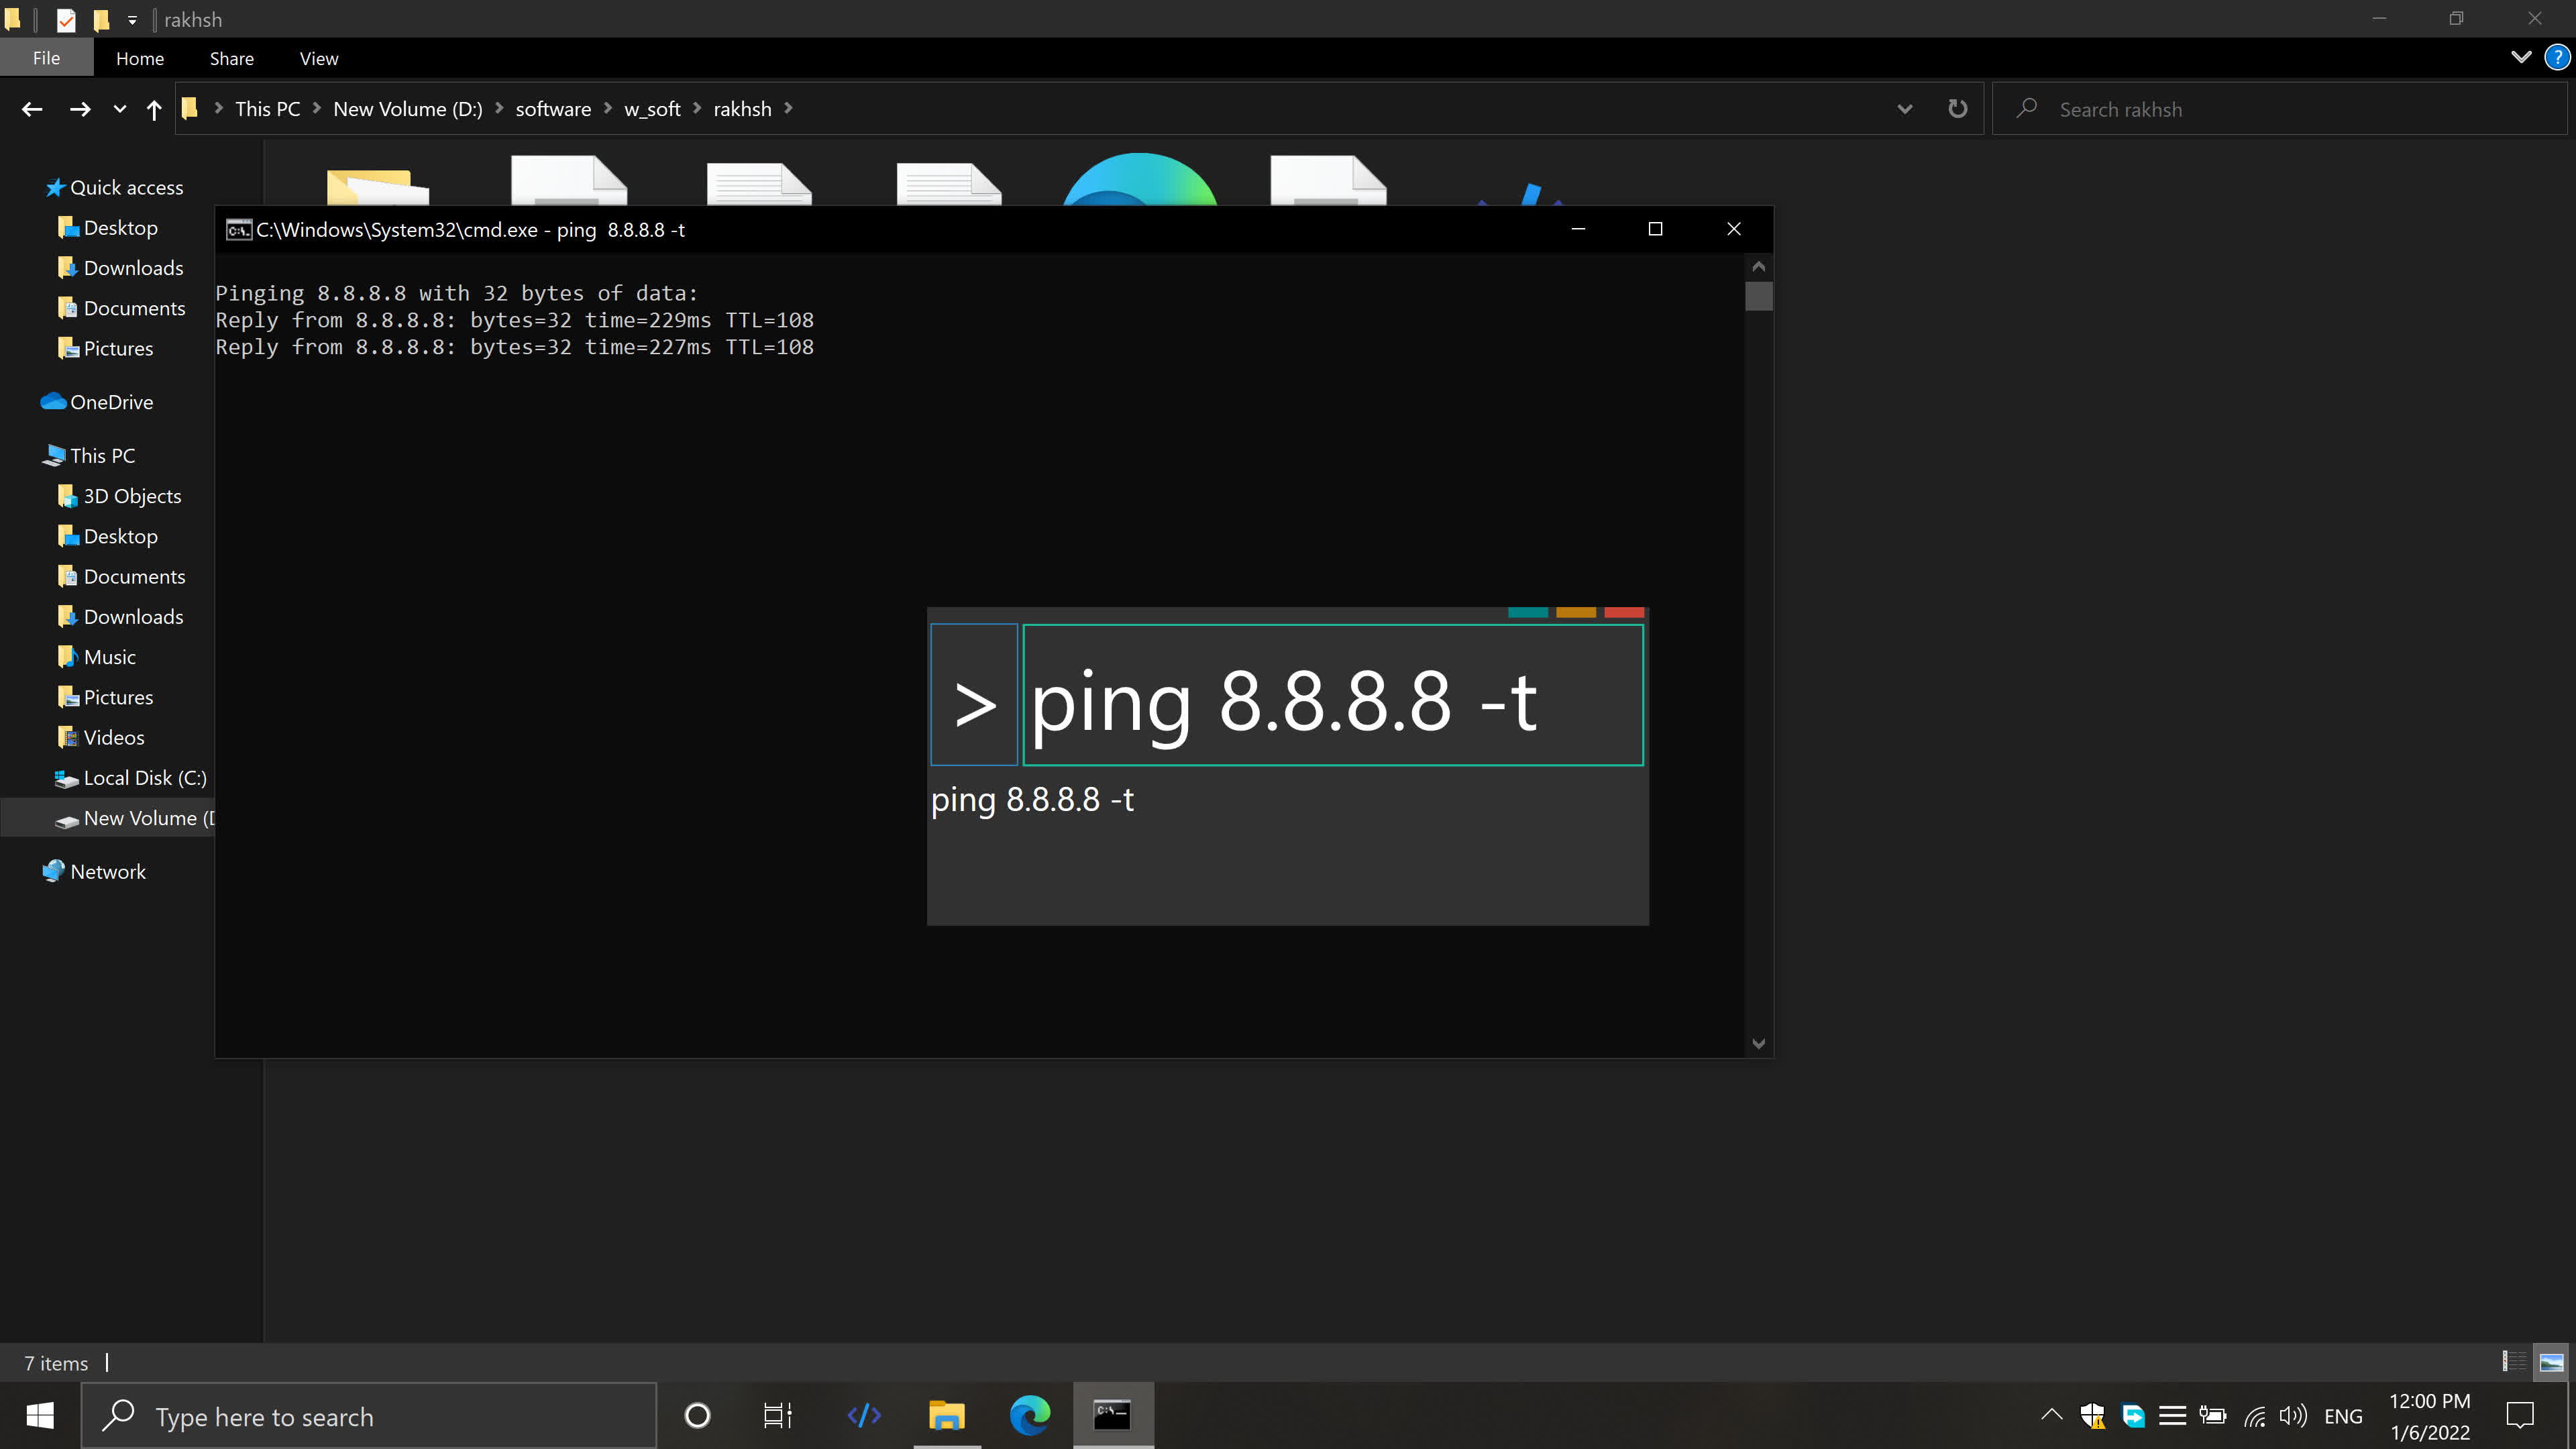 rakhsh
File Home Share View
This PC New Volume (D:) software w_soft rakhsh
Search rakhsh
Quick access
Desktop
Downloads
Documents
Pictures
OneDrive
This PC
3D Objects
Desktop
Documents
Downloads
Music
Pictures
Videos
Local Disk (C:)
New Volume (D
Network
C:\Windows\System32\cmd.exe - ping  8.8.8.8 -t
Pinging 8.8.8.8 with 32 bytes of data:
Reply from 8.8.8.8: bytes=32 time=229ms TTL=108
Reply from 8.8.8.8: bytes=32 time=227ms TTL=108
> ping 8.8.8.8 -t
ping 8.8.8.8 -t
7 items
Type here to search
ENG
12:00 PM
1/6/2022